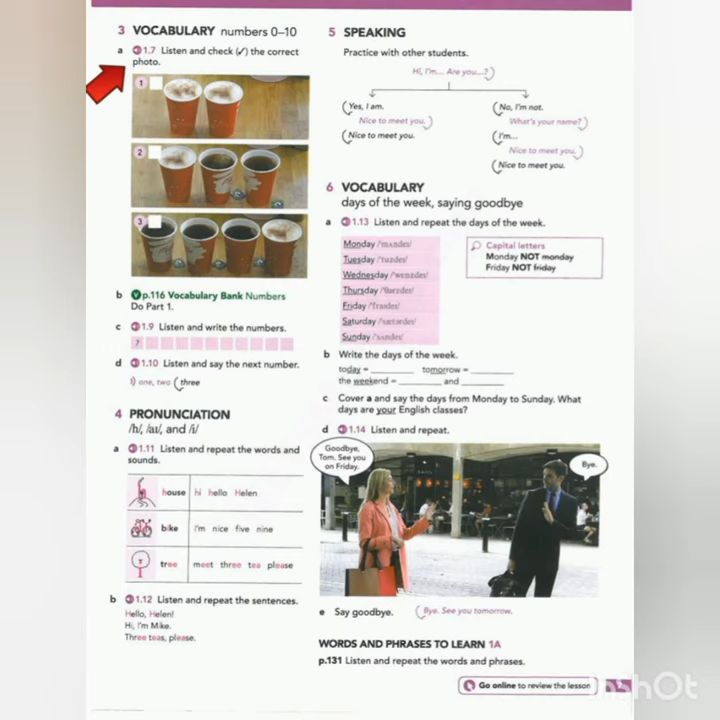 3 VOCABULARY numbers 0–10
a 1.7 Listen and check (✓) the correct
photo.
1
2
3
b V p.116 Vocabulary Bank Numbers
Do Part 1.
c 1.9 Listen and write the numbers.
7
d 1.10 Listen and say the next number.
one, two three
4 PRONUNCIATION
/h/, /aɪ/, and /i/
a 1.11 Listen and repeat the words and
sounds.
house hi hello Helen
bike I'm nice five nine
tree meet three tea please
b 1.12 Listen and repeat the sentences.
Hello, Helen!
Hi, I'm Mike.
Three teas, please.
5 SPEAKING
Practice with other students.
Hi, I'm... Are you...?
Yes, I am.
Nice to meet you.
Nice to meet you.
No, I'm not.
What's your name?
I'm...
Nice to meet you.
Nice to meet you.
6 VOCABULARY
days of the week, saying goodbye
a 1.13 Listen and repeat the days of the week.
Monday /ˈmʌndeɪ/
Tuesday /ˈtuzdeɪ/
Wednesday /ˈwɛnzdeɪ/
Thursday /ˈθərzdeɪ/
Friday /ˈfraɪdeɪ/
Saturday /ˈsætərdeɪ/
Sunday /ˈsʌndeɪ/
Capital letters
Monday NOT monday
Friday NOT friday
b Write the days of the week.
today = ________ tomorrow = ________
the weekend = ________ and ________
c Cover a and say the days from Monday to Sunday. What
days are your English classes?
d 1.14 Listen and repeat.
Goodbye,
Tom. See you
on Friday.
Bye.
e Say goodbye. Bye. See you tomorrow.
WORDS AND PHRASES TO LEARN 1A
p.131 Listen and repeat the words and phrases.
Go online to review the lesson